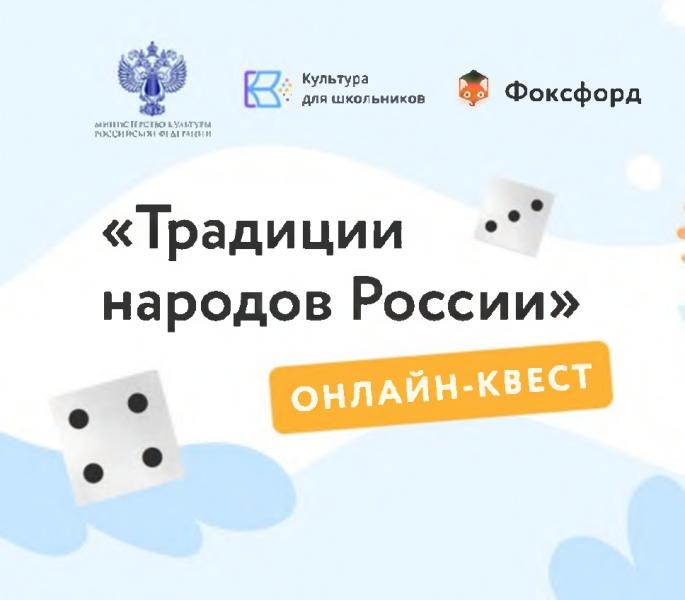 МИНИСТЕРСТВО КУЛЬТУРЫ
РОССИЙСКОЙ ФЕДЕРАЦИИ
Культура
для школьников
Фоксфорд
«Традиции
народов России»
ОНЛАЙН-КВЕСТ